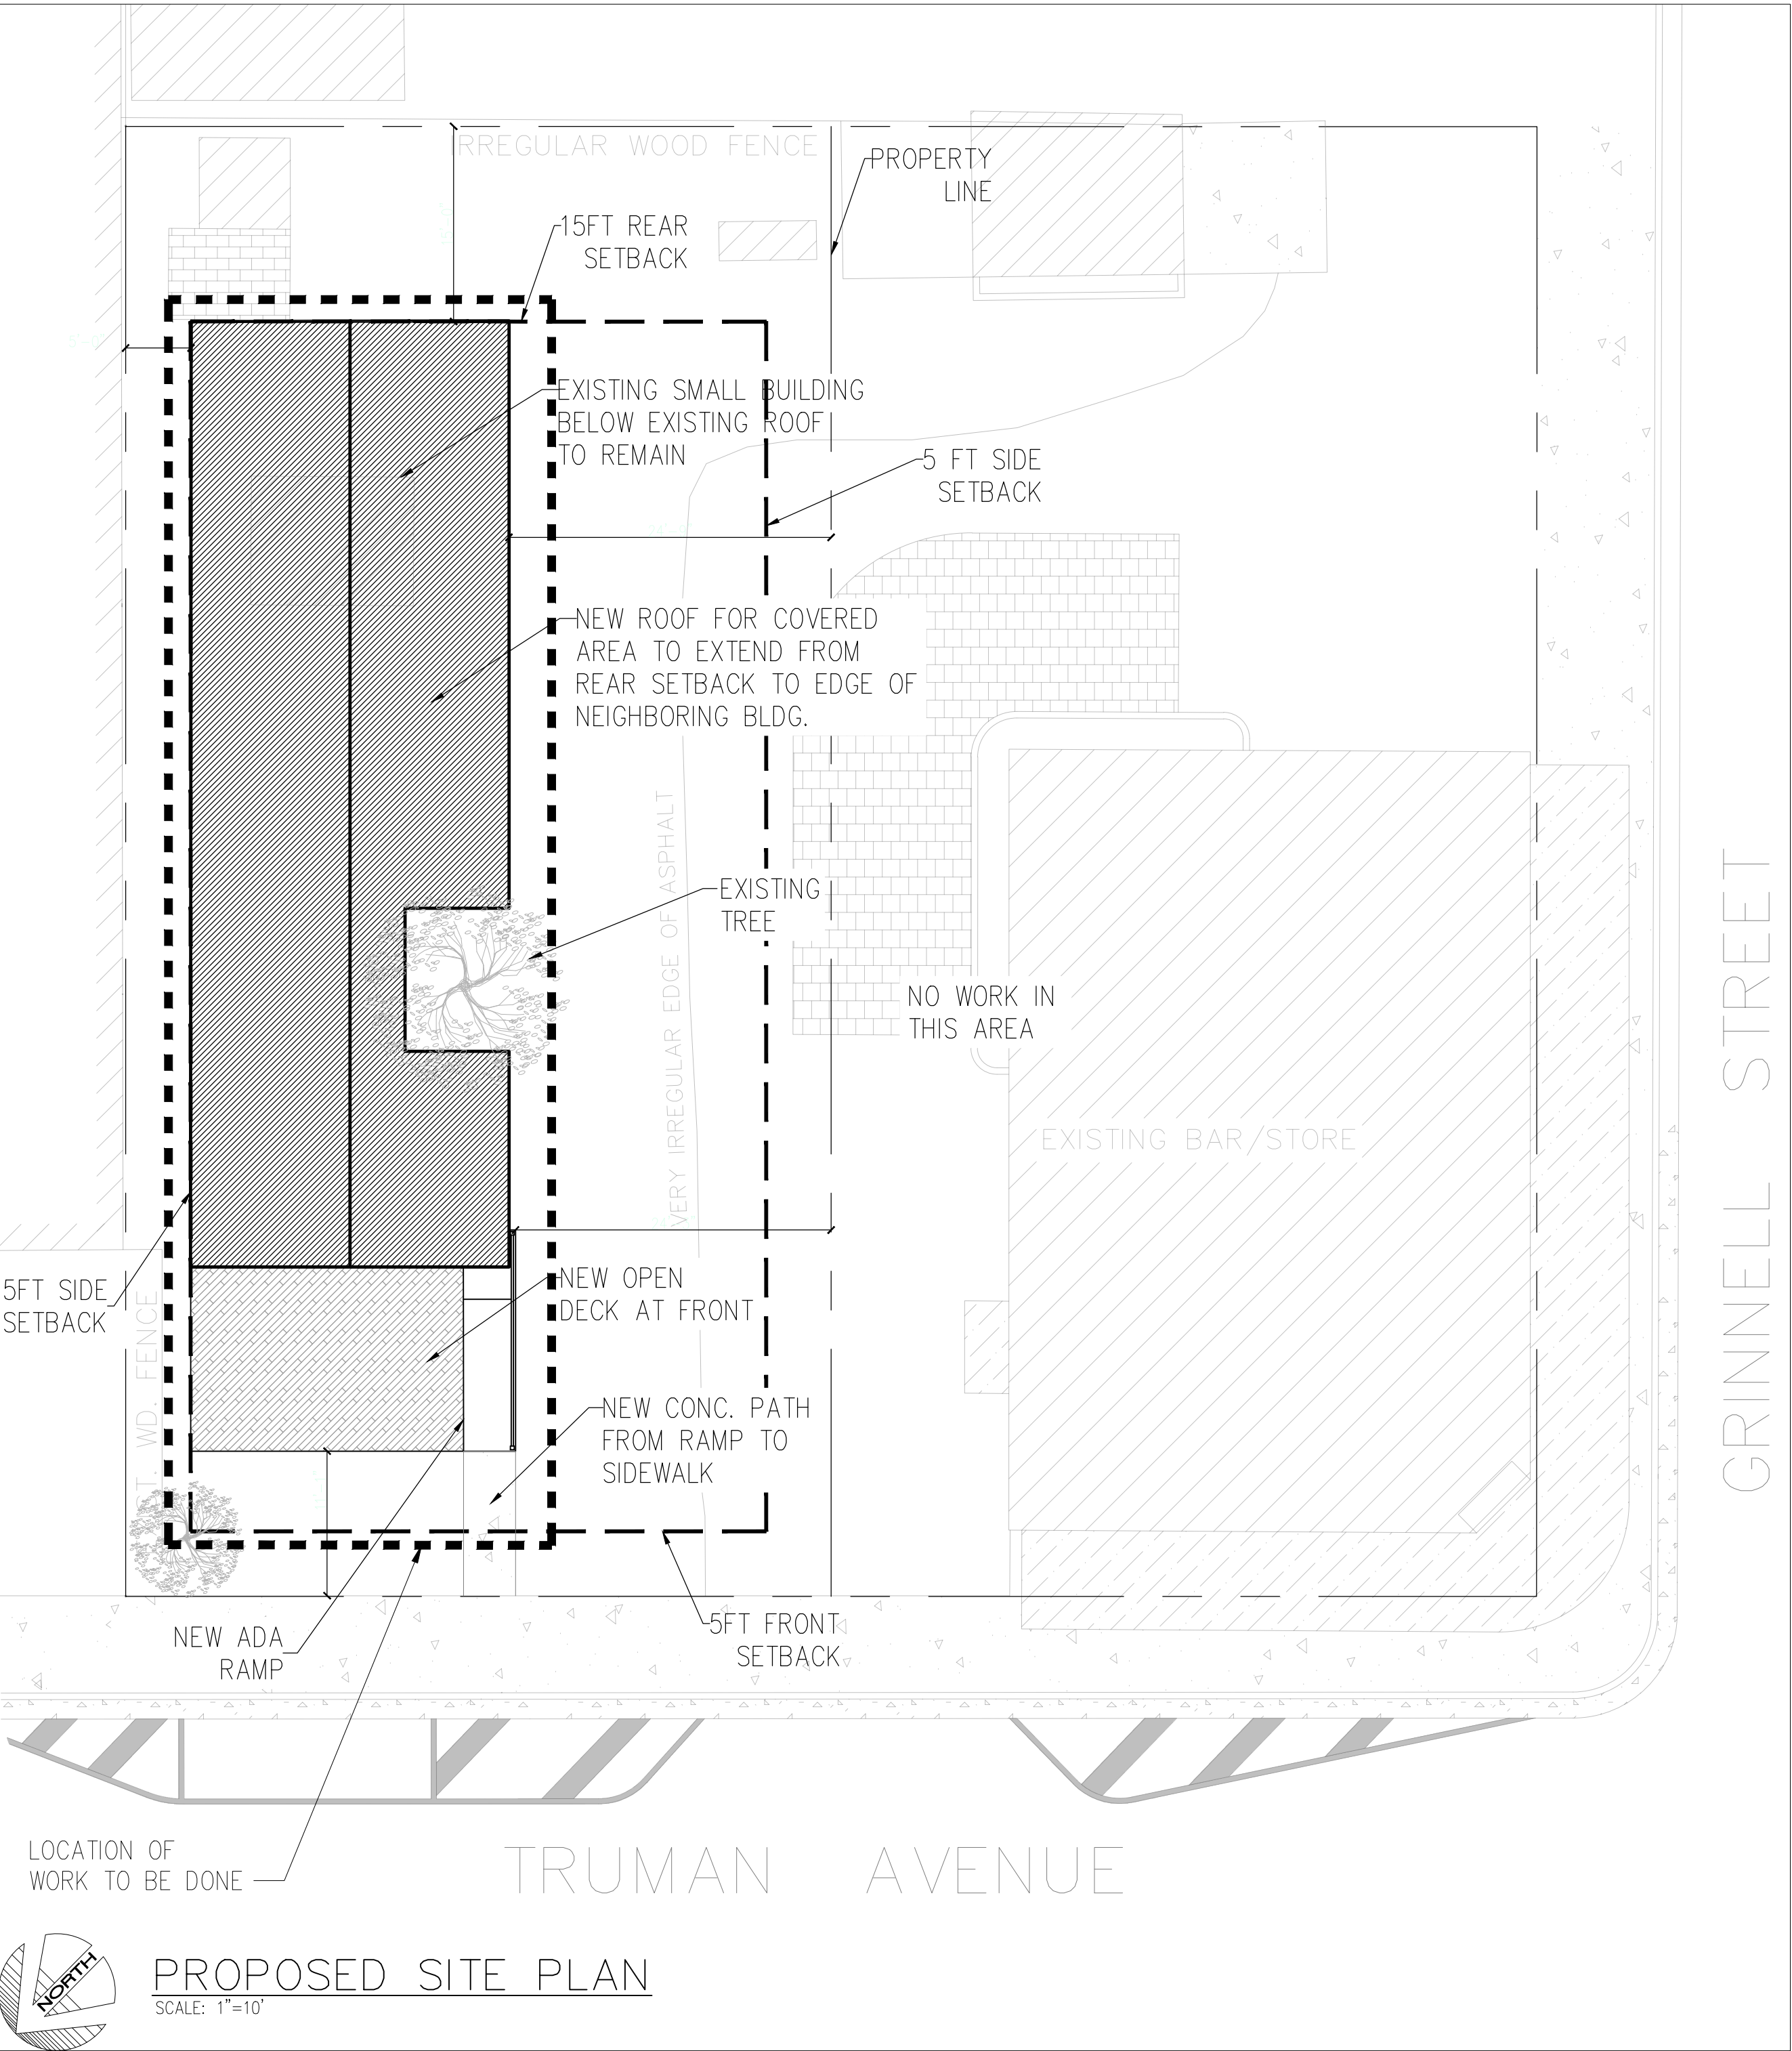 IRREGULAR WOOD FENCE
PROPERTY
LINE
15FT REAR
SETBACK
EXISTING SMALL BUILDING
BELOW EXISTING ROOF
TO REMAIN
5 FT SIDE
SETBACK
NEW ROOF FOR COVERED
AREA TO EXTEND FROM
REAR SETBACK TO EDGE OF
NEIGHBORING BLDG.
VERY IRREGULAR EDGE OF ASPHALT
EXISTING
TREE
NO WORK IN
THIS AREA
EXISTING BAR/STORE
GRINNELL STREET
5FT SIDE
SETBACK
WD. FENCE
NEW OPEN
DECK AT FRONT
NEW CONC. PATH
FROM RAMP TO
SIDEWALK
NEW ADA
RAMP
5FT FRONT
SETBACK
LOCATION OF
WORK TO BE DONE
TRUMAN AVENUE
NORTH
PROPOSED SITE PLAN
SCALE: 1"=10'